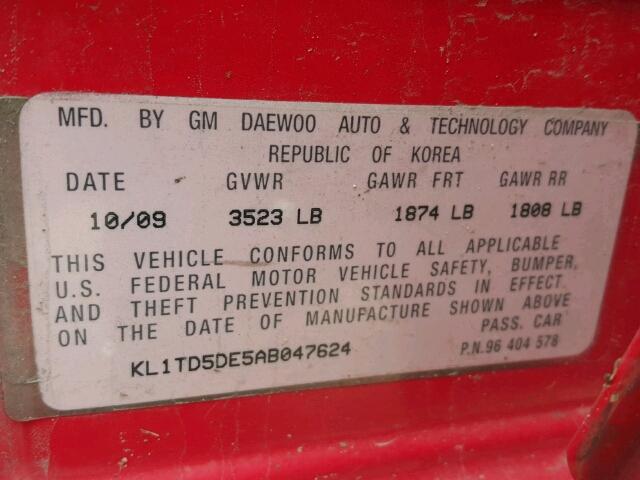 MFD. BY GM DAEWOO AUTO & TECHNOLOGY COMPANY
REPUBLIC OF KOREA
DATE GVWR GAWR FRT GAWR RR
10/09 3523 LB 1874 LB 1808 LB
THIS VEHICLE CONFORMS TO ALL APPLICABLE
U.S. FEDERAL MOTOR VEHICLE SAFETY, BUMPER,
AND THEFT PREVENTION STANDARDS IN EFFECT
ON THE DATE OF MANUFACTURE SHOWN ABOVE
PASS. CAR
KL1TD5DE5AB047624 P.N.96 404 578